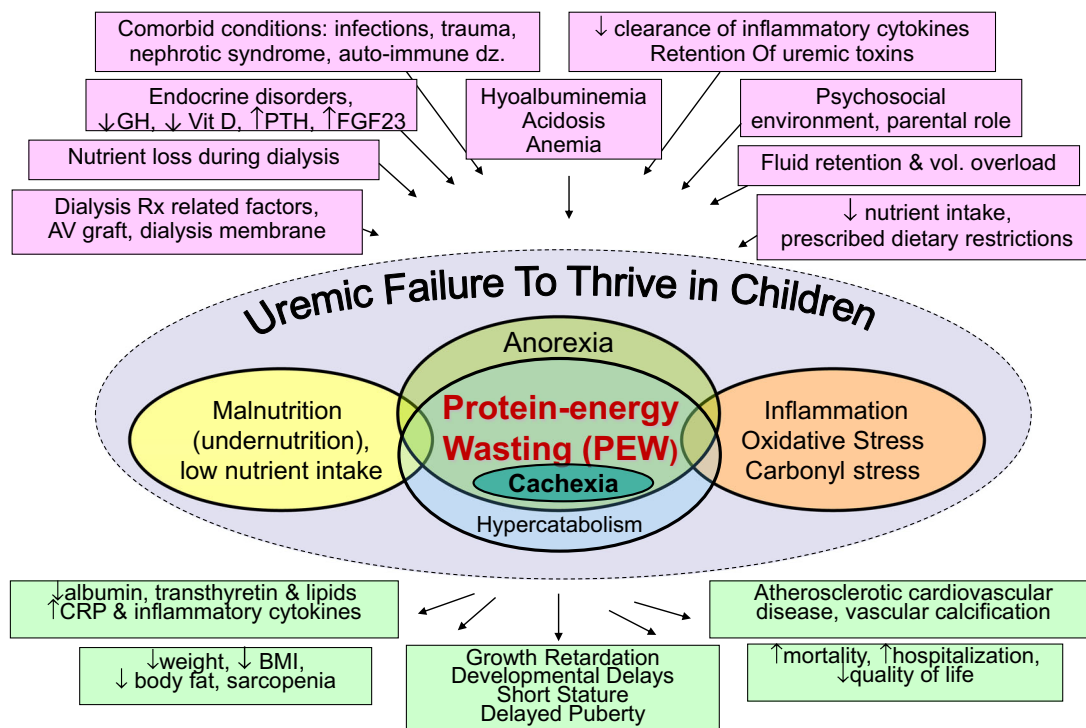 Comorbid conditions: infections, trauma,
nephrotic syndrome, auto-immune dz.
↓ clearance of inflammatory cytokines
Retention Of uremic toxins
Endocrine disorders,
↓GH, ↓ Vit D, ↑PTH, ↑FGF23
Hyoalbuminemia
Acidosis
Anemia
Psychosocial
environment, parental role
Nutrient loss during dialysis
Fluid retention & vol. overload
Dialysis Rx related factors,
AV graft, dialysis membrane
↓ nutrient intake,
prescribed dietary restrictions
Uremic Failure To Thrive in Children
Anorexia
Malnutrition
(undernutrition),
low nutrient intake
Protein-energy
Wasting (PEW)
Cachexia
Hypercatabolism
Inflammation
Oxidative Stress
Carbonyl stress
↓albumin, transthyretin & lipids
↑CRP & inflammatory cytokines
↓weight, ↓ BMI,
↓ body fat, sarcopenia
Growth Retardation
Developmental Delays
Short Stature
Delayed Puberty
Atherosclerotic cardiovascular
disease, vascular calcification
↑mortality, ↑hospitalization,
↓quality of life